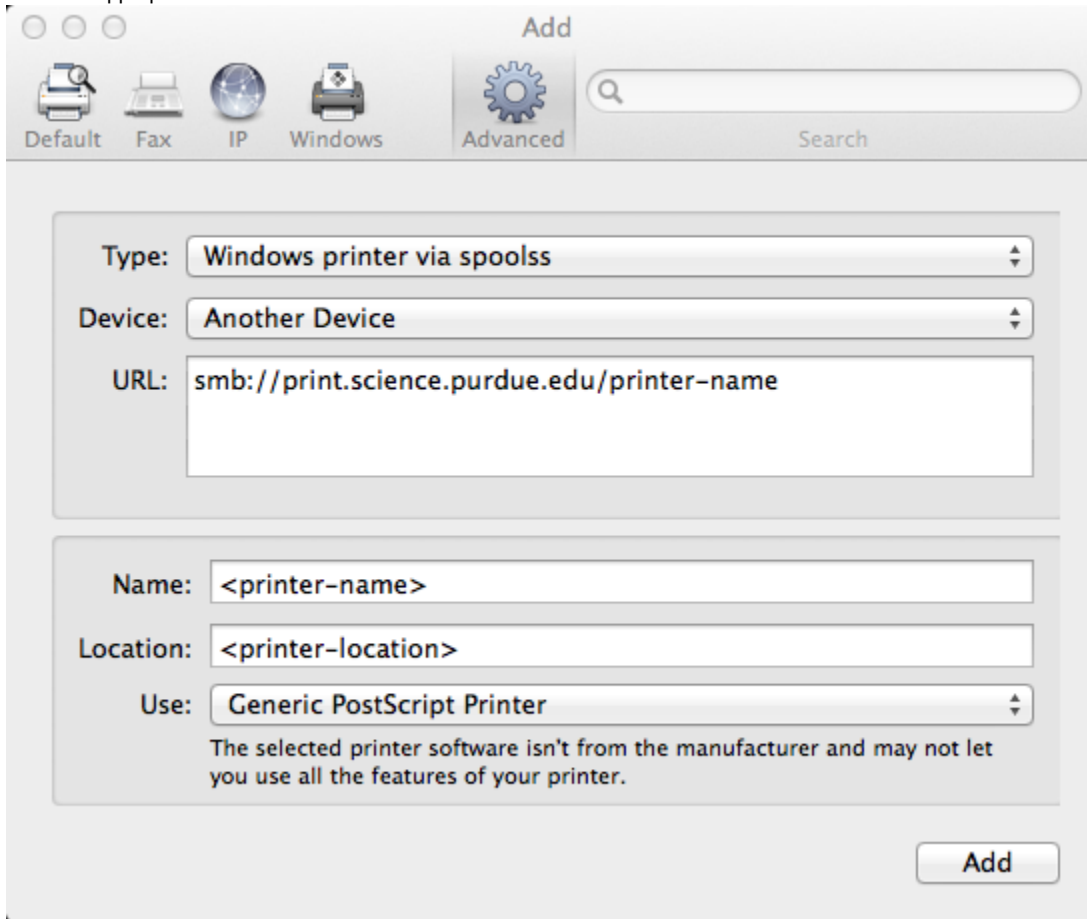 Add
Default Fax IP Windows Advanced Search
Type: Windows printer via spoolss
Device: Another Device
URL: smb://print.science.purdue.edu/printer-name
Name: <printer-name>
Location: <printer-location>
Use: Generic PostScript Printer
The selected printer software isn't from the manufacturer and may not let
you use all the features of your printer.
Add